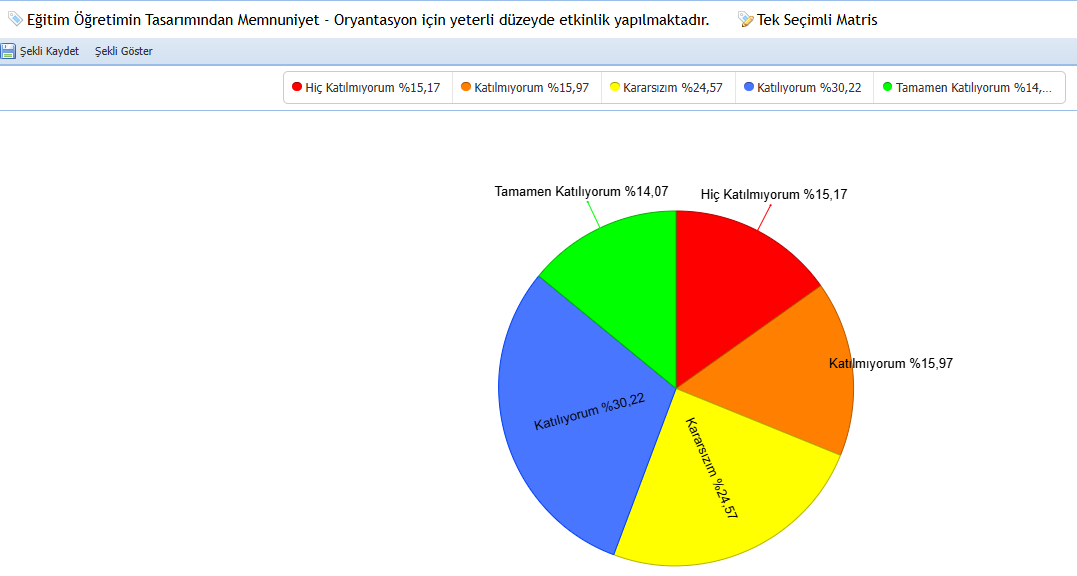 Eğitim Öğretimin Tasarımından Memnuniyet - Oryantasyon için yeterli düzeyde etkinlik yapılmaktadır. Tek Seçimli Matris
Şekli Kaydet Şekli Göster
Hiç Katılmıyorum %15,17 Katılmıyorum %15,97 Kararsızım %24,57 Katılıyorum %30,22 Tamamen Katılıyorum %14,...
Tamamen Katılıyorum %14,07 Hiç Katılmıyorum %15,17
Katılmıyorum %15,97
Katılıyorum %30,22
Kararsızım %24,57